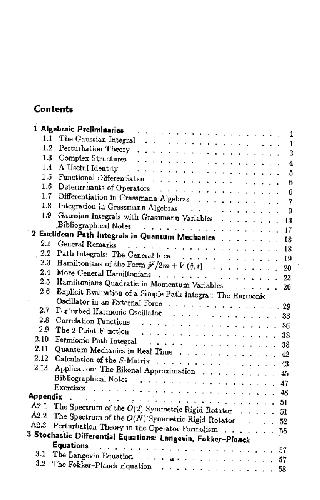 Contents
1 Algebraic Preliminaries . . . . . . . . . . . . . . . . . 1
1.1 The Gaussian Integral . . . . . . . . . . . . . . . . . 1
1.2 Perturbation Theory . . . . . . . . . . . . . . . . . 3
1.3 Complex Structures . . . . . . . . . . . . . . . . . 4
1.4 A Useful Identity . . . . . . . . . . . . . . . . . 5
1.5 Functional Differentiation . . . . . . . . . . . . . . . . . 6
1.6 Determinants of Operators . . . . . . . . . . . . . . . . . 6
1.7 Differentiation in Grassmann Algebras . . . . . . . . . . . . 7
1.8 Integration in Grassmann Algebras . . . . . . . . . . . . 9
1.9 Gaussian Integrals with Grassmann Variables . . . . . . . .
Bibliographical Notes . . . . . . . . . . . . . . . . . 17
2 Euclidean Path Integrals in Quantum Mechanics . . . . . . 18
2.1 General Remarks . . . . . . . . . . . . . . . . . 18
2.2 Path Integrals: The General Idea . . . . . . . . . . . . 19
2.3 Hamiltonians of the Form p²/2m + V (q, t) . . . . . . . . 20
2.4 More General Hamiltonians . . . . . . . . . . . . . . .
2.5 Hamiltonians Quadratic in Momentum Variables . . . . . . 26
2.6 Explicit Evaluation of a Simple Path Integral: The Harmonic
Oscillator in an External Force . . . . . . . . . . . . 29
2.7 Perturbed Harmonic Oscillator . . . . . . . . . . . . 33
2.8 Correlation Functions . . . . . . . . . . . . . . . 36
2.9 The 2-Point Function . . . . . . . . . . . . . . . 38
2.10 Fermionic Path Integral . . . . . . . . . . . . . . . 38
2.11 Quantum Mechanics in Real Time . . . . . . . . . . . . 42
2.12 Calculation of the S-Matrix . . . . . . . . . . . . . . . 43
2.13 Application: The Eikonal Approximation . . . . . . . . . 45
Bibliographical Notes . . . . . . . . . . . . . . . 47
Exercises . . . . . . . . . . . . . . . 48
Appendix . . . . . . . . . . . . . . . 51
A2.1 The Spectrum of the O(2) Symmetric Rigid Rotator . . . . 51
A2.2 The Spectrum of the O(N) Symmetric Rigid Rotator . . . . 52
A2.3 Perturbation Theory in the Operator Formalism . . . . . 55
3 Stochastic Differential Equations: Langevin, Fokker–Planck
Equations . . . . . . . . . . . . . . . 57
3.1 The Langevin Equation . . . . . . . . . . . . . . . 57
3.2 The Fokker–Planck Equation . . . . . . . . . . . . . . . 58